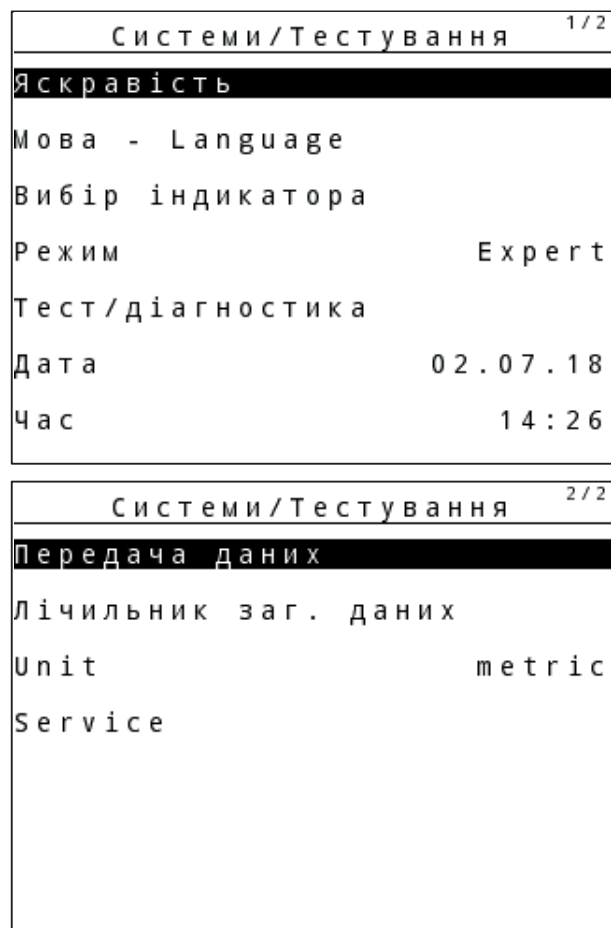 Системи/Тестування 1/2
Яскравість
Мова - Language
Вибір індикатора
Режим Expert
Тест/діагностика
Дата 02.07.18
Час 14:26
Системи/Тестування 2/2
Передача даних
Лічильник заг. даних
Unit metric
Service